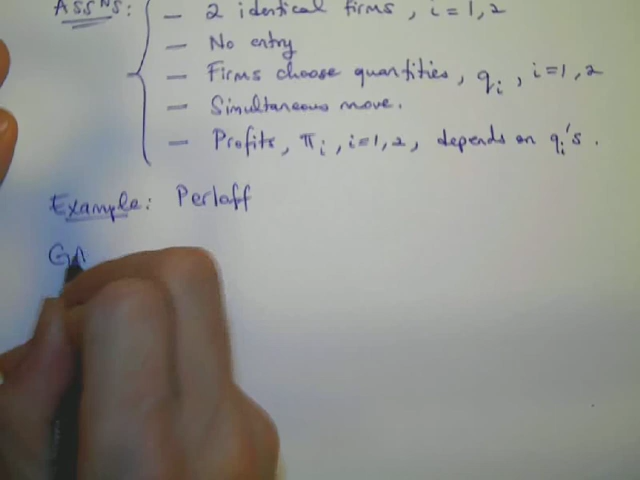 ASSNS: — 2 identical firms, i=1,2
— No entry
— Firms choose quantities, qi, i=1,2
— Simultaneous move.
— Profits, πi, i=1,2, depends on qi's.
Example: Perloff